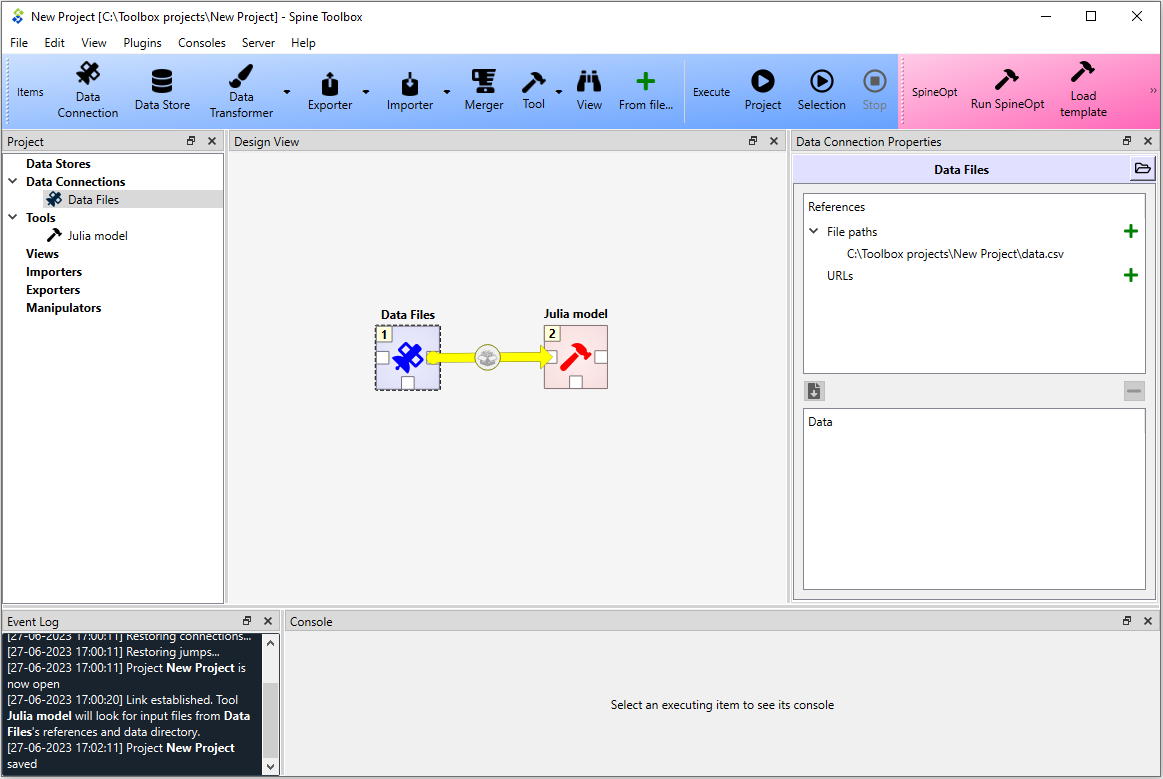 New Project [C:\Toolbox projects\New Project] - Spine Toolbox
File Edit View Plugins Consoles Server Help
Items
Data
Connection
Data Store
Data
Transformer
Exporter
Importer
Merger
Tool
View
From file...
Execute
Project
Selection
Stop
SpineOpt
Run SpineOpt
Load
template
»
Project
Data Stores
Data Connections
Data Files
Tools
Julia model
Views
Importers
Exporters
Manipulators
Design View
Data Files
1
Julia model
2
Data Connection Properties
Data Files
References
File paths
C:\Toolbox projects\New Project\data.csv
URLs
Data
Event Log
[27-06-2023 17:00:11] Restoring connections...
[27-06-2023 17:00:11] Restoring jumps...
[27-06-2023 17:00:11] Project New Project is
now open
[27-06-2023 17:00:20] Link established. Tool
Julia model will look for input files from Data
Files's references and data directory.
[27-06-2023 17:02:11] Project New Project
saved
Console
Select an executing item to see its console